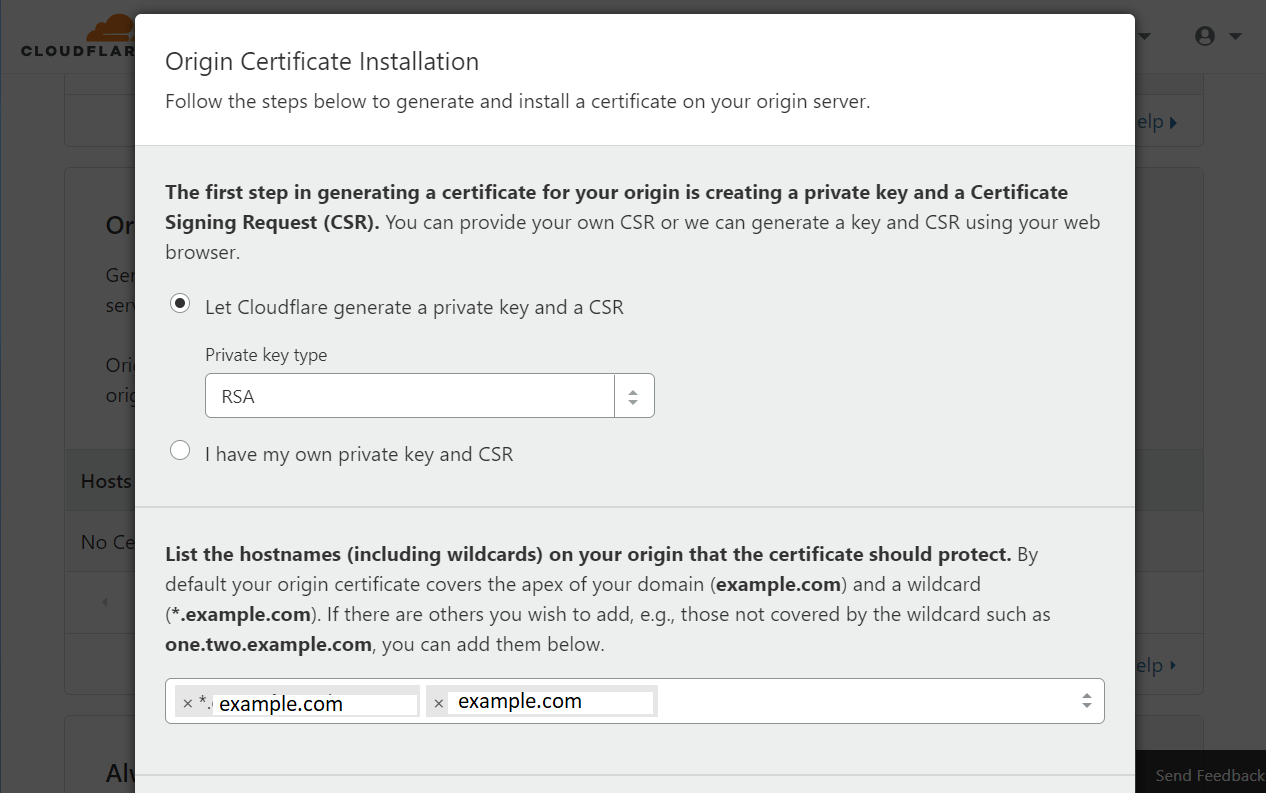 CLOUDFLAR
Origin Certificate Installation
Follow the steps below to generate and install a certificate on your origin server.
elp
The first step in generating a certificate for your origin is creating a private key and a Certificate
Signing Request (CSR). You can provide your own CSR or we can generate a key and CSR using your web
browser.
Or
Ger
serv
Let Cloudflare generate a private key and a CSR
Private key type
Orig
orig
RSA
I have my own private key and CSR
Hosts
No Ce
List the hostnames (including wildcards) on your origin that the certificate should protect. By
default your origin certificate covers the apex of your domain (example.com) and a wildcard
(*.example.com). If there are others you wish to add, e.g., those not covered by the wildcard such as
one.two.example.com, you can add them below.
elp
× *. example.com × example.com
Alw
Send Feedback